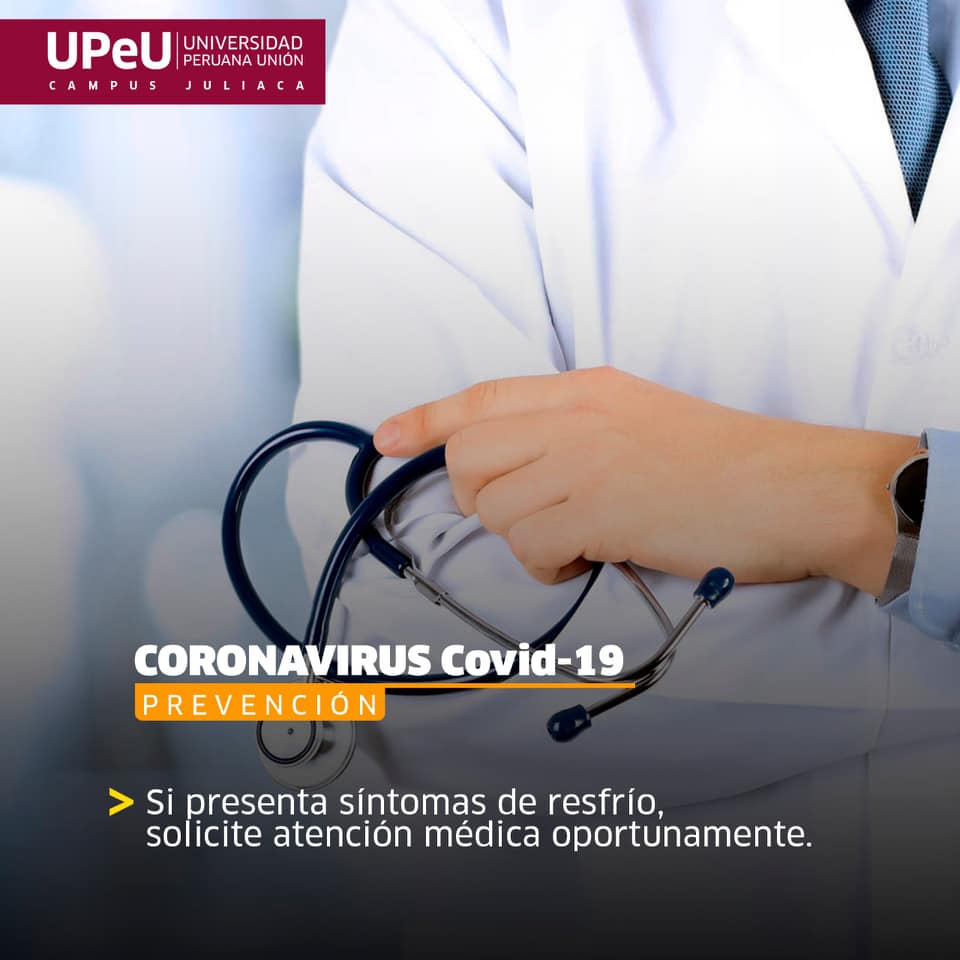 UPeU UNIVERSIDAD
PERUANA UNIÓN
CAMPUS JULIACA
CORONAVIRUS Covid-19
PREVENCIÓN
> Si presenta síntomas de resfrío,
solicite atención médica oportunamente.